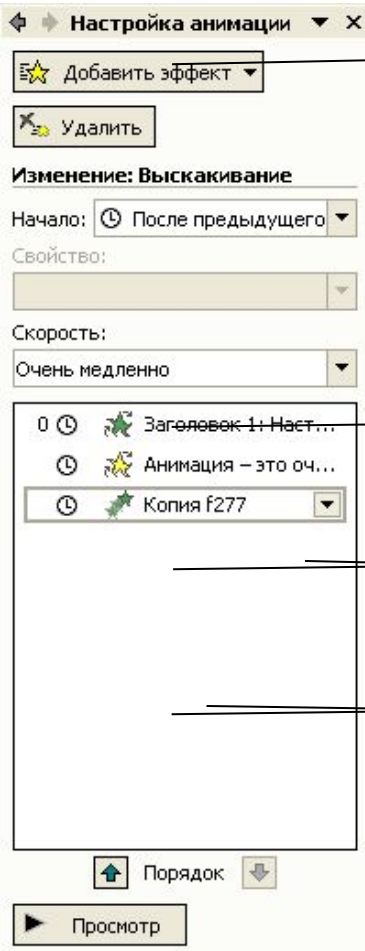 Настройка анимации
Добавить эффект
Удалить
Изменение: Выскакивание
Начало: После предыдущего
Свойство:
Скорость:
Очень медленно
0 Заголовок 1: Наст...
Анимация – это оч...
Копия f277
Порядок
Просмотр